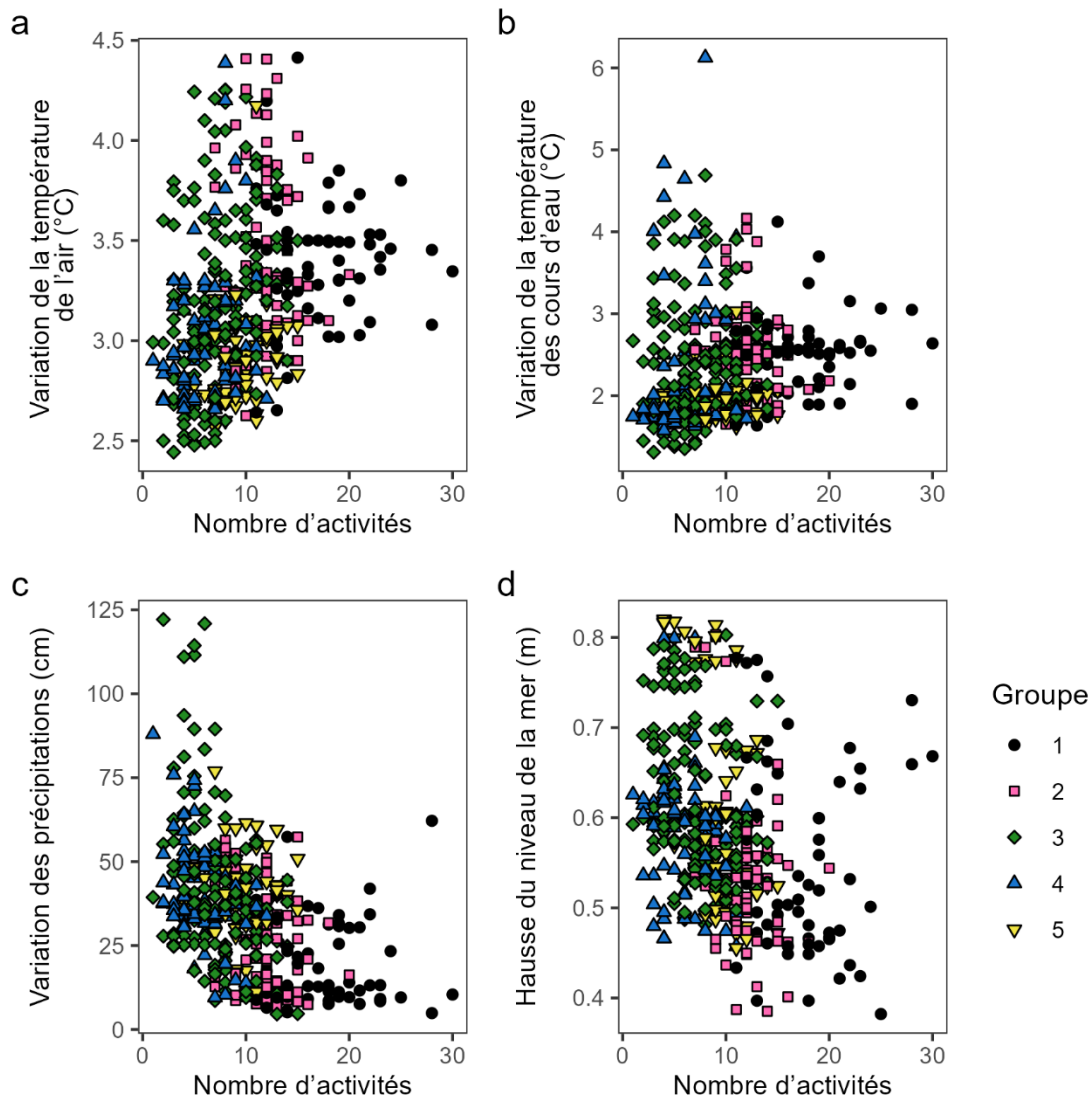 a
Variation de la température
de l'air (°C)
4.5
4.0
3.5
3.0
2.5
0
10
20
30
Nombre d'activités
b
Variation de la température
des cours d'eau (°C)
6
5
4
3
2
0
10
20
30
Nombre d'activités
c
Variation des précipitations (cm)
125
100
75
50
25
0
0
10
20
30
Nombre d'activités
d
Hausse du niveau de la mer (m)
0.8
0.7
0.6
0.5
0.4
0
10
20
30
Nombre d'activités
Groupe
1
2
3
4
5